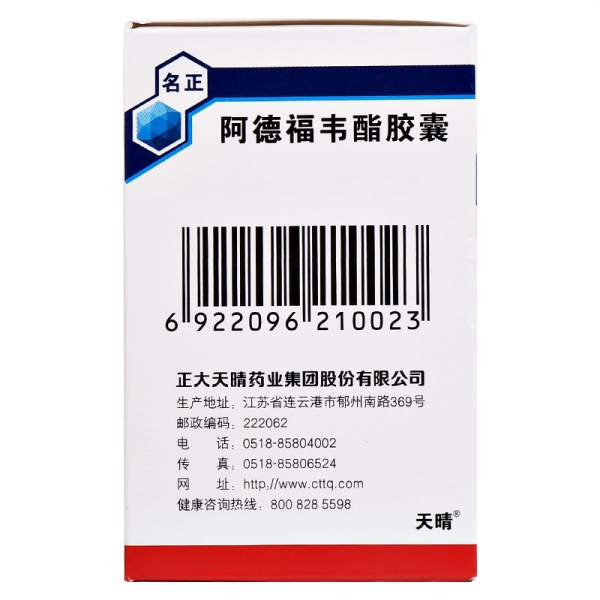 名正
阿德福韦酯胶囊
6 922096 210023
正大天晴药业集团股份有限公司
生产地址：江苏省连云港市郁州南路369号
邮政编码：222062
电 话：0518-85804002
传 真：0518-85806524
网 址：http://www.cttq.com
健康咨询热线：800 828 5598
天晴®